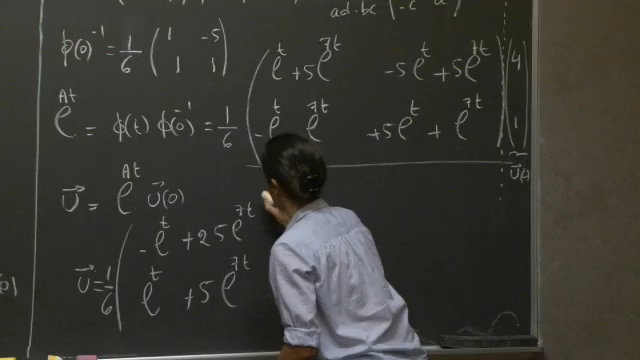 ad-bc (-c a)
ϕ(0)⁻¹ = 1/6 ( 1 -5 ; 1 1 )
e^{At} = ϕ(t) ϕ(0)⁻¹ = 1/6 ( e^t + 5e^{7t} -5e^t + 5e^{7t} ; -e^t e^{7t} +5e^t + e^{7t} ) ( 4 ; 1 )
u⃗ = e^{At} u⃗(0)
u⃗ = 1/6 ( -e^t + 25e^{7t} ; e^t + 5e^{7t}